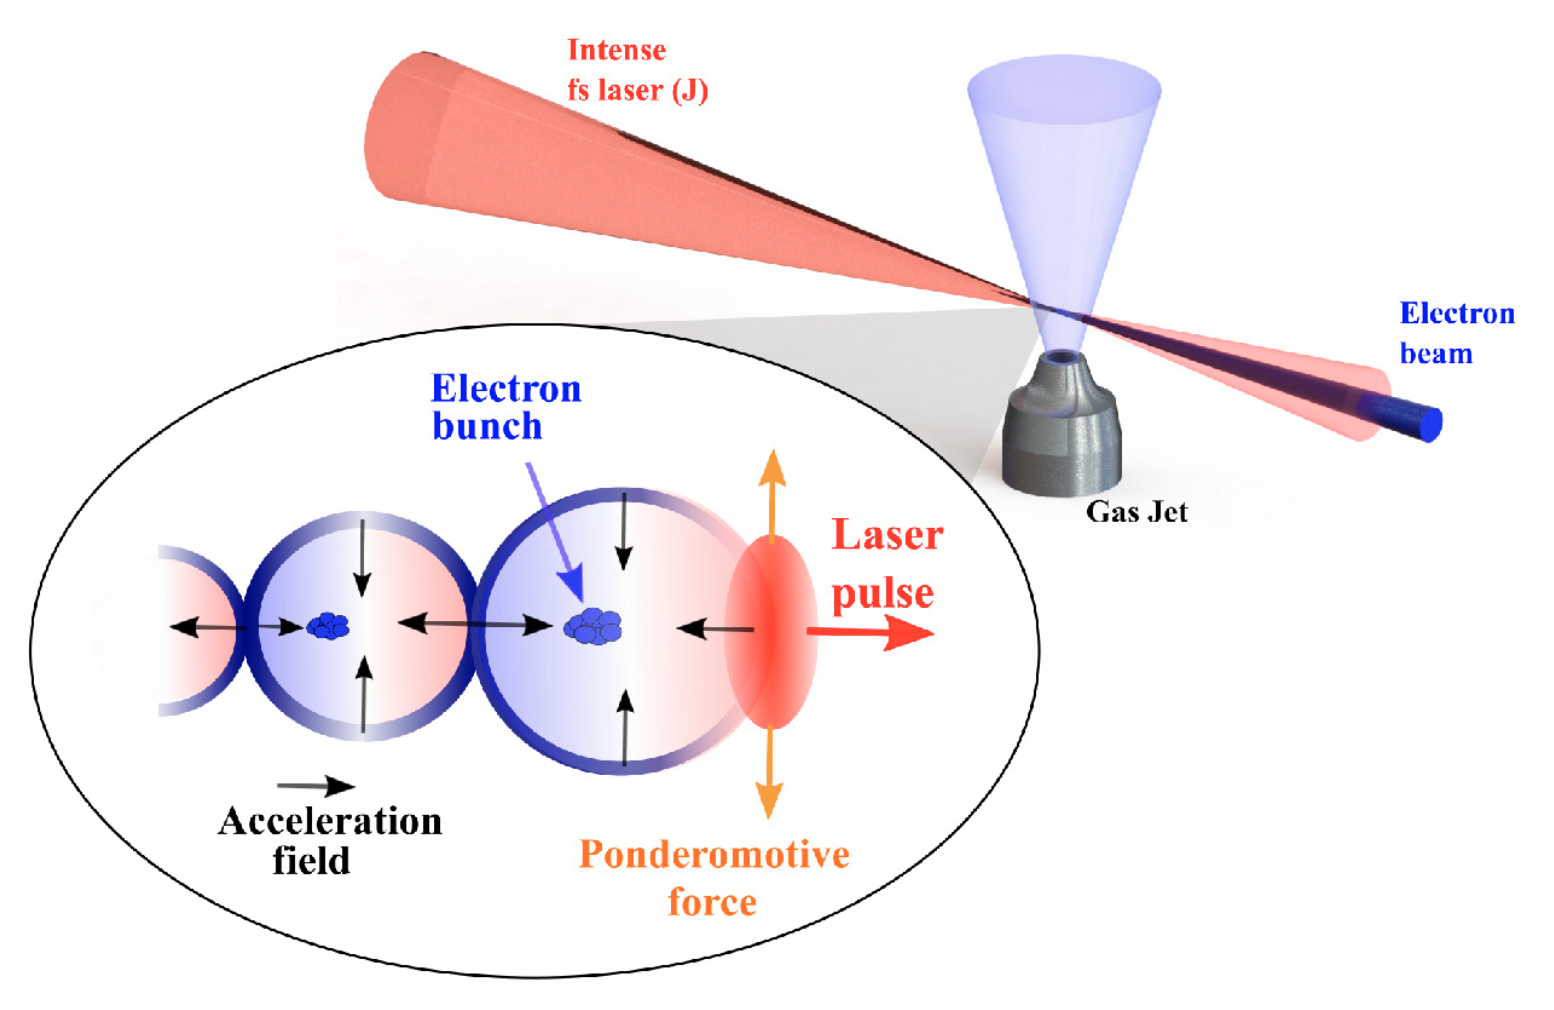 Intense
fs laser (J)
Electron
beam
Electron
bunch
Gas Jet
Laser
pulse
Acceleration
field
Ponderomotive
force